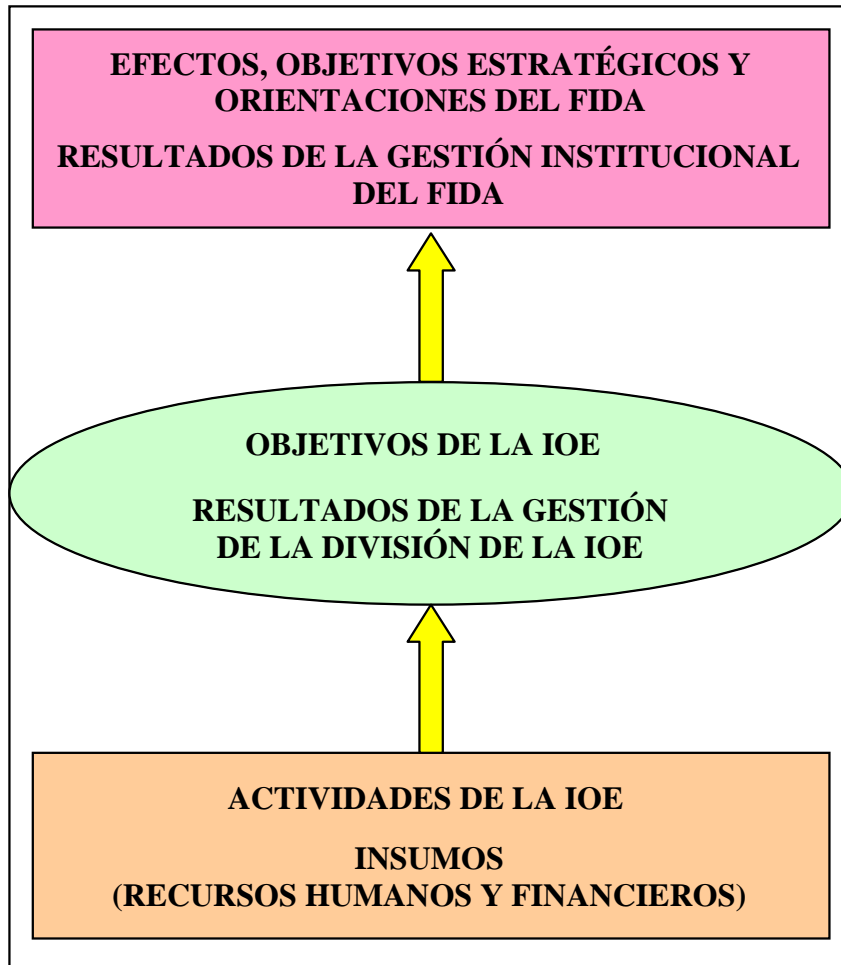 EFECTOS, OBJETIVOS ESTRATÉGICOS Y
ORIENTACIONES DEL FIDA
RESULTADOS DE LA GESTIÓN INSTITUCIONAL
DEL FIDA
OBJETIVOS DE LA IOE
RESULTADOS DE LA GESTIÓN
DE LA DIVISIÓN DE LA IOE
ACTIVIDADES DE LA IOE
INSUMOS
(RECURSOS HUMANOS Y FINANCIEROS)